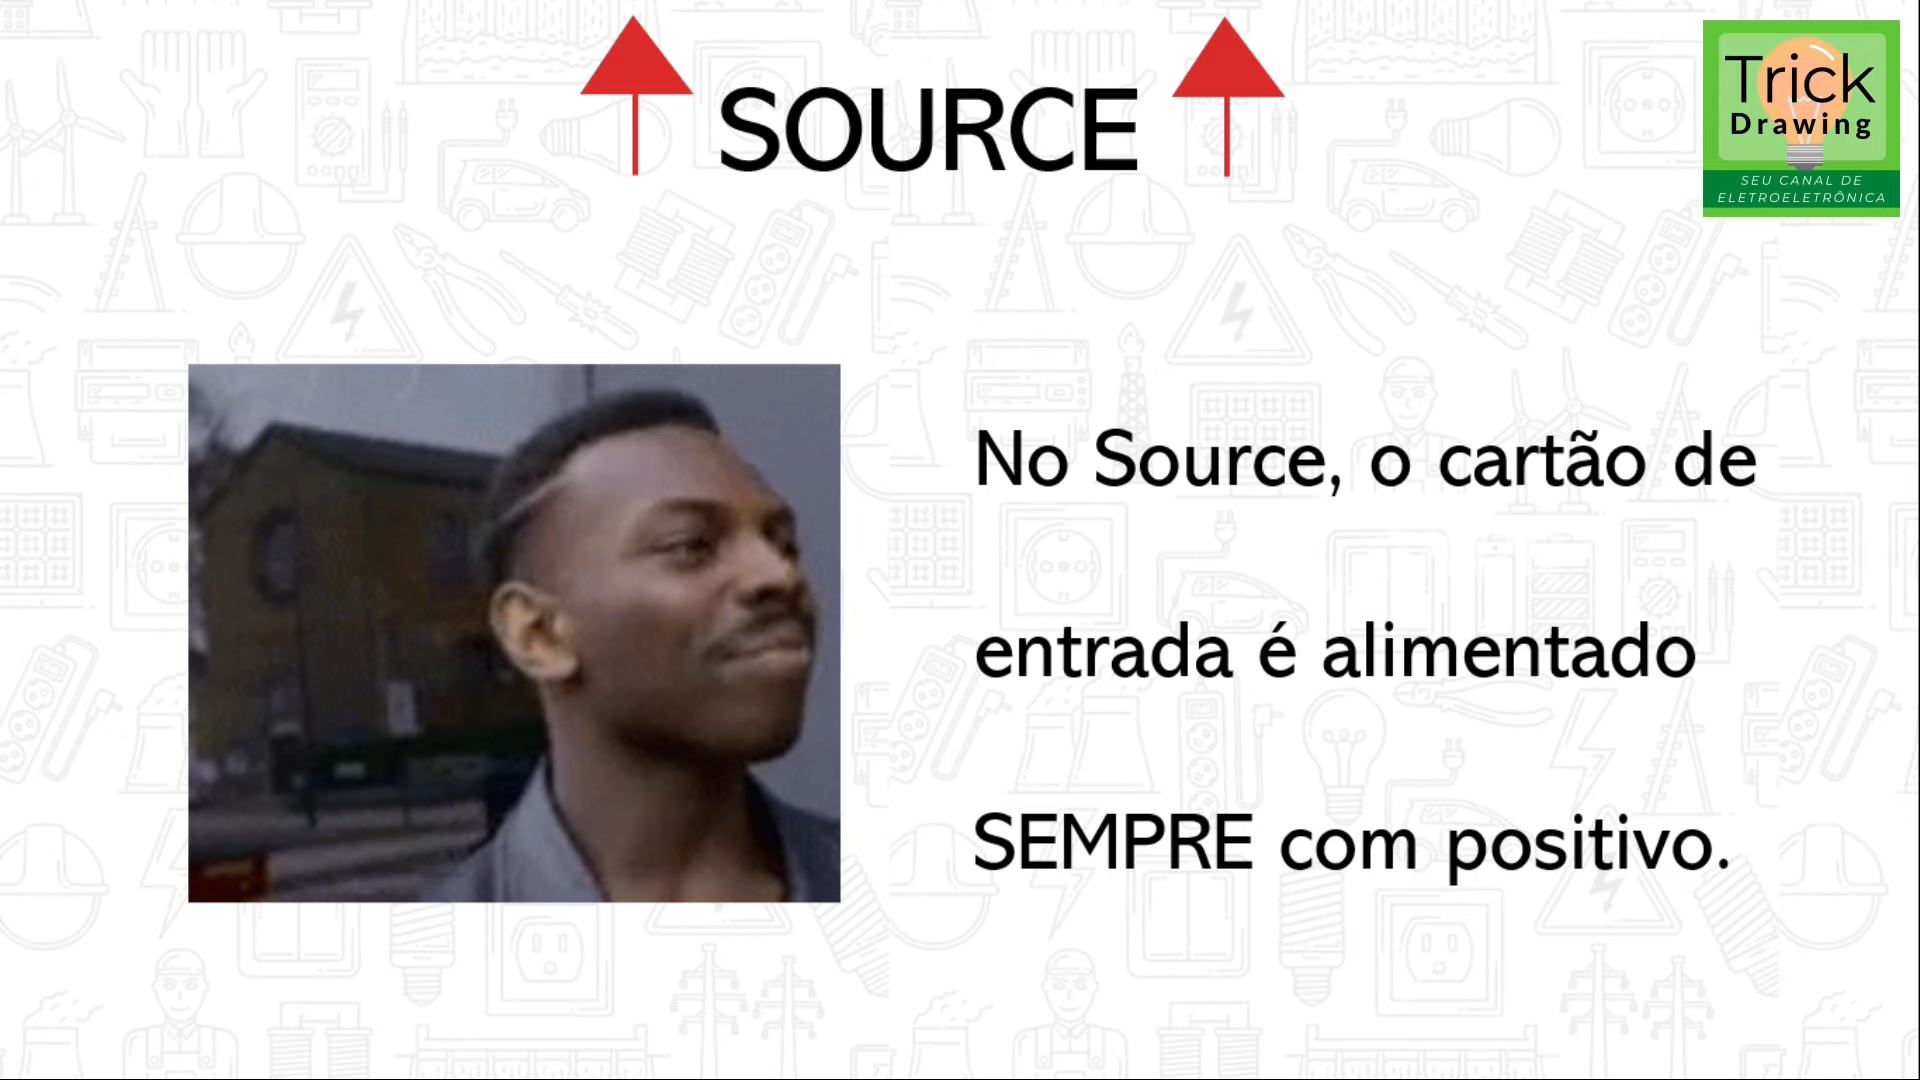 SOURCE
Trick
Drawing
SEU CANAL DE
ELETROELETRÔNICA
No Source, o cartão de
entrada é alimentado
SEMPRE com positivo.